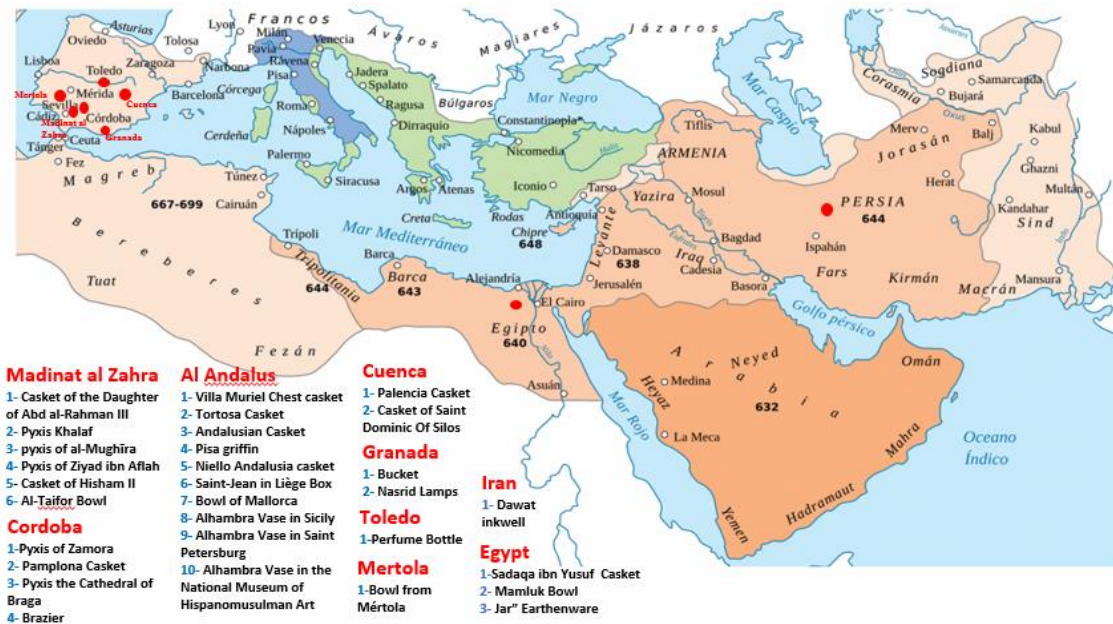 Francos
Ávaros
Magiares
Jázaros
Asturias
Oviedo
Lyon
Tolosa
Milán
Pavía
Venecia
Rávena
Pisa
Jadera
Spalato
Ragusa
Búlgaros
Mar Negro
Mar Caspio
Corasmia
Sogdiana
Samarcanda
Bujará
Oxus
Lisboa
Toledo
Zaragoza
Narbona
Barcelona
Córcega
Roma
Nápoles
Dirraquio
Constantinopla*
Nicomedia
Halis
Tiflis
ARMENIA
Merv
Jorasán
Balj
Kabul
Ghazni
Multán
Mertola
Mérida
Cuenca
Sevilla
Cádiz
Córdoba
Madinat al
Zahra
Granada
Ceuta
Tánger
Fez
Cerdeña
Palermo
Siracusa
Argos
Atenas
Iconio
Tarso
Yazira
Mosul
Herat
PERSIA
644
Kandahar
Sind
Magreb
667-699
Túnez
Cairuán
Creta
Rodas
Chipre
648
Antioquía
Tigris
Éufrates
Bagdad
Ispahán
Mar Mediterráneo
Levante
Damasco
638
Iraq
Cadesia
Fars
Kirmán
Macrán
Mansura
Indo
Bereberes
Tuat
Trípoli
Tripolitania
644
Barca
Barca
643
Alejandría
Jerusalén
Basora
El Cairo
Golfo pérsico
Egipto
640
Nilo
Fezán
Asuán
Arabia
Neyed
Heyaz
Medina
632
Omán
Mar Rojo
La Meca
Mahra
Hadramaut
Yemen
Oceano
Índico
Madinat al Zahra
1- Casket of the Daughter
of Abd al-Rahman III
2- Pyxis Khalaf
3- pyxis of al-Mughīra
4- Pyxis of Ziyad ibn Aflah
5- Casket of Hisham II
6- Al-Taifor Bowl
Cordoba
1-Pyxis of Zamora
2- Pamplona Casket
3- Pyxis the Cathedral of
Braga
4- Brazier
Al Andalus
1- Villa Muriel Chest casket
2- Tortosa Casket
3- Andalusian Casket
4- Pisa griffin
5- Niello Andalusia casket
6- Saint-Jean in Liège Box
7- Bowl of Mallorca
8- Alhambra Vase in Sicily
9- Alhambra Vase in Saint
Petersburg
10- Alhambra Vase in the
National Museum of
Hispanomusulman Art
Cuenca
1- Palencia Casket
2- Casket of Saint
Dominic Of Silos
Granada
1- Bucket
2- Nasrid Lamps
Toledo
1-Perfume Bottle
Mertola
1-Bowl from
Mértola
Iran
1- Dawat
inkwell
Egypt
1-Sadaqa ibn Yusuf Casket
2- Mamluk Bowl
3- Jar" Earthenware